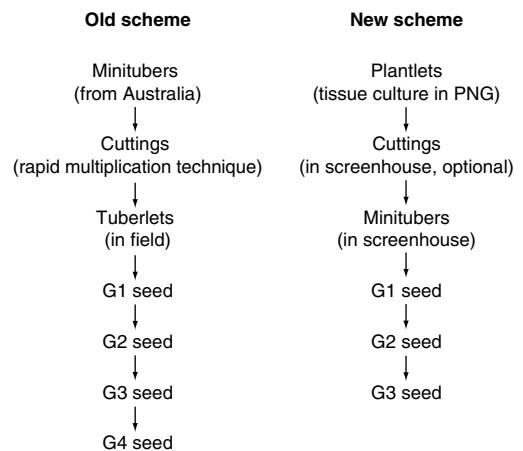 Old scheme
Minitubers
(from Australia)
Cuttings
(rapid multiplication technique)
Tuberlets
(in field)
G1 seed
G2 seed
G3 seed
G4 seed
New scheme
Plantlets
(tissue culture in PNG)
Cuttings
(in screenhouse, optional)
Minitubers
(in screenhouse)
G1 seed
G2 seed
G3 seed